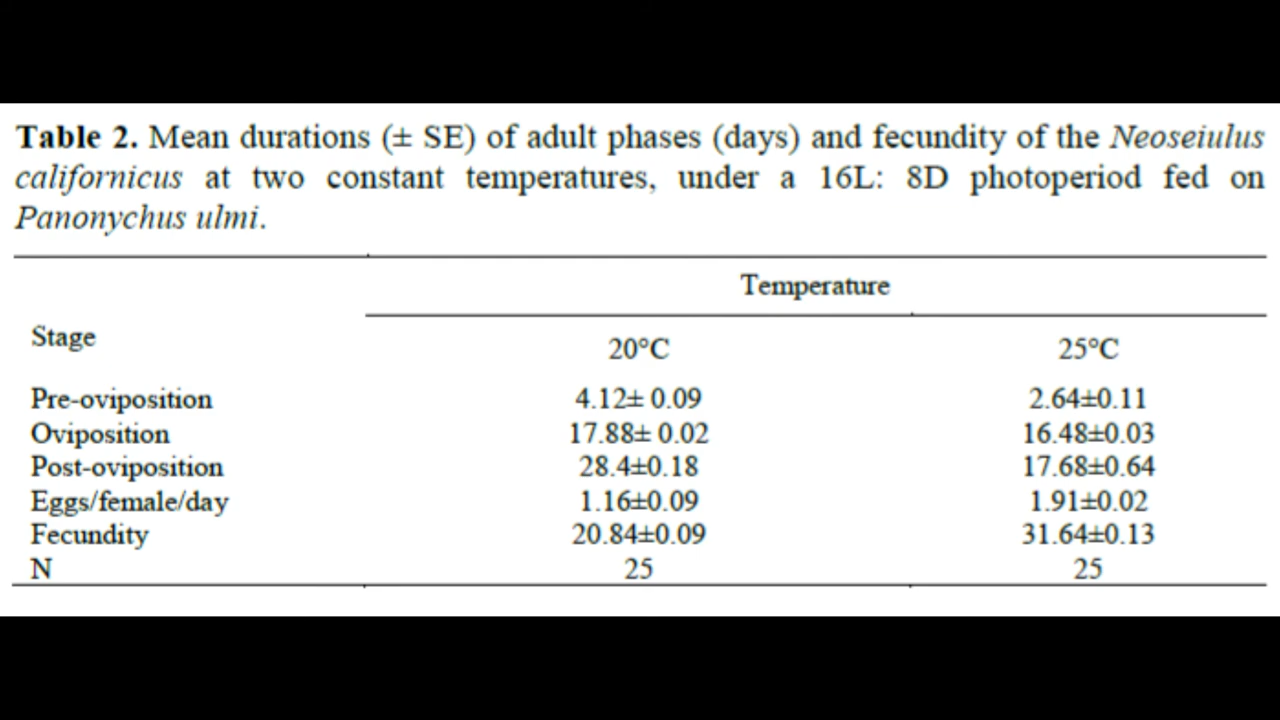 Table 2. Mean durations (± SE) of adult phases (days) and fecundity of the Neoseiulus
californicus at two constant temperatures, under a 16L: 8D photoperiod fed on
Panonychus ulmi.
Temperature
Stage
20°C 25°C
Pre-oviposition 4.12± 0.09 2.64±0.11
Oviposition 17.88± 0.02 16.48±0.03
Post-oviposition 28.4±0.18 17.68±0.64
Eggs/female/day 1.16±0.09 1.91±0.02
Fecundity 20.84±0.09 31.64±0.13
N 25 25